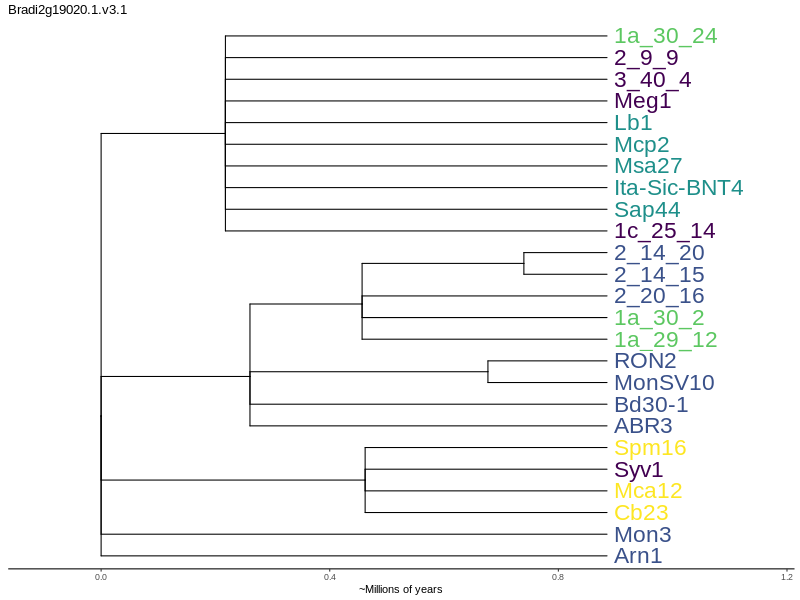 Bradi2g19020.1.v3.1
1a_30_24
2_9_9
3_40_4
Meg1
Lb1
Mcp2
Msa27
Ita-Sic-BNT4
Sap44
1c_25_14
2_14_20
2_14_15
2_20_16
1a_30_2
1a_29_12
RON2
MonSV10
Bd30-1
ABR3
Spm16
Syv1
Mca12
Cb23
Mon3
Arn1
0.0 0.4 0.8 1.2
~Millions of years